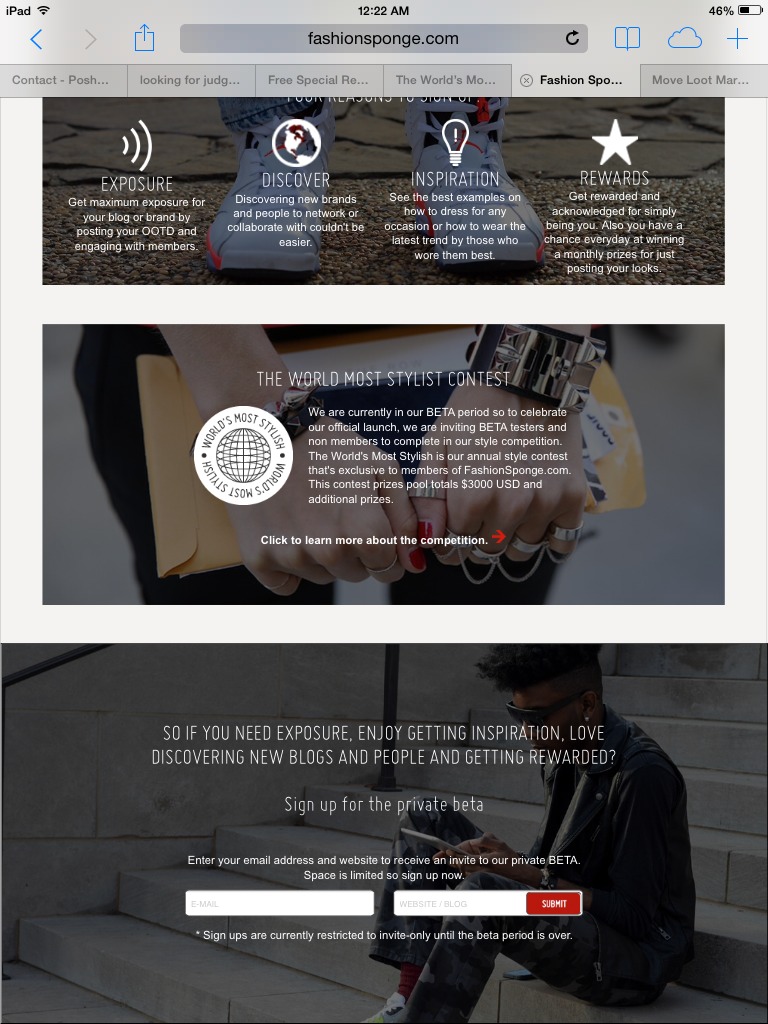 iPad 12:22 AM 46%
fashionsponge.com
Contact - Posh... looking for judg... Free Special Re... The World's Mo... Fashion Spo... Move Loot Mar...
FOUR REASONS TO SIGN UP.
EXPOSURE
Get maximum exposure for
your blog or brand by
posting your OOTD and
engaging with members.
DISCOVER
Discovering new brands
and people to network or
collaborate with couldn't be
easier.
INSPIRATION
See the best examples on
how to dress for any
occasion or how to wear the
latest trend by those who
wore them best.
REWARDS
Get rewarded and
acknowledged for simply
being you. Also you have a
chance everyday at winning
a monthly prizes for just
posting your looks.
THE WORLD MOST STYLIST CONTEST
WORLD'S MOST STYLISH
WORLD'S MOST STYLISH
We are currently in our BETA period so to celebrate
our official launch, we are inviting BETA testers and
non members to complete in our style competition.
The World's Most Stylish is our annual style contest
that's exclusive to members of FashionSponge.com.
This contest prizes pool totals $3000 USD and
additional prizes.
Click to learn more about the competition.
SO IF YOU NEED EXPOSURE, ENJOY GETTING INSPIRATION, LOVE
DISCOVERING NEW BLOGS AND PEOPLE AND GETTING REWARDED?
Sign up for the private beta
Enter your email address and website to receive an invite to our private BETA.
Space is limited so sign up now.
E-MAIL WEBSITE / BLOG SUBMIT
* Sign ups are currently restricted to invite-only until the beta period is over.